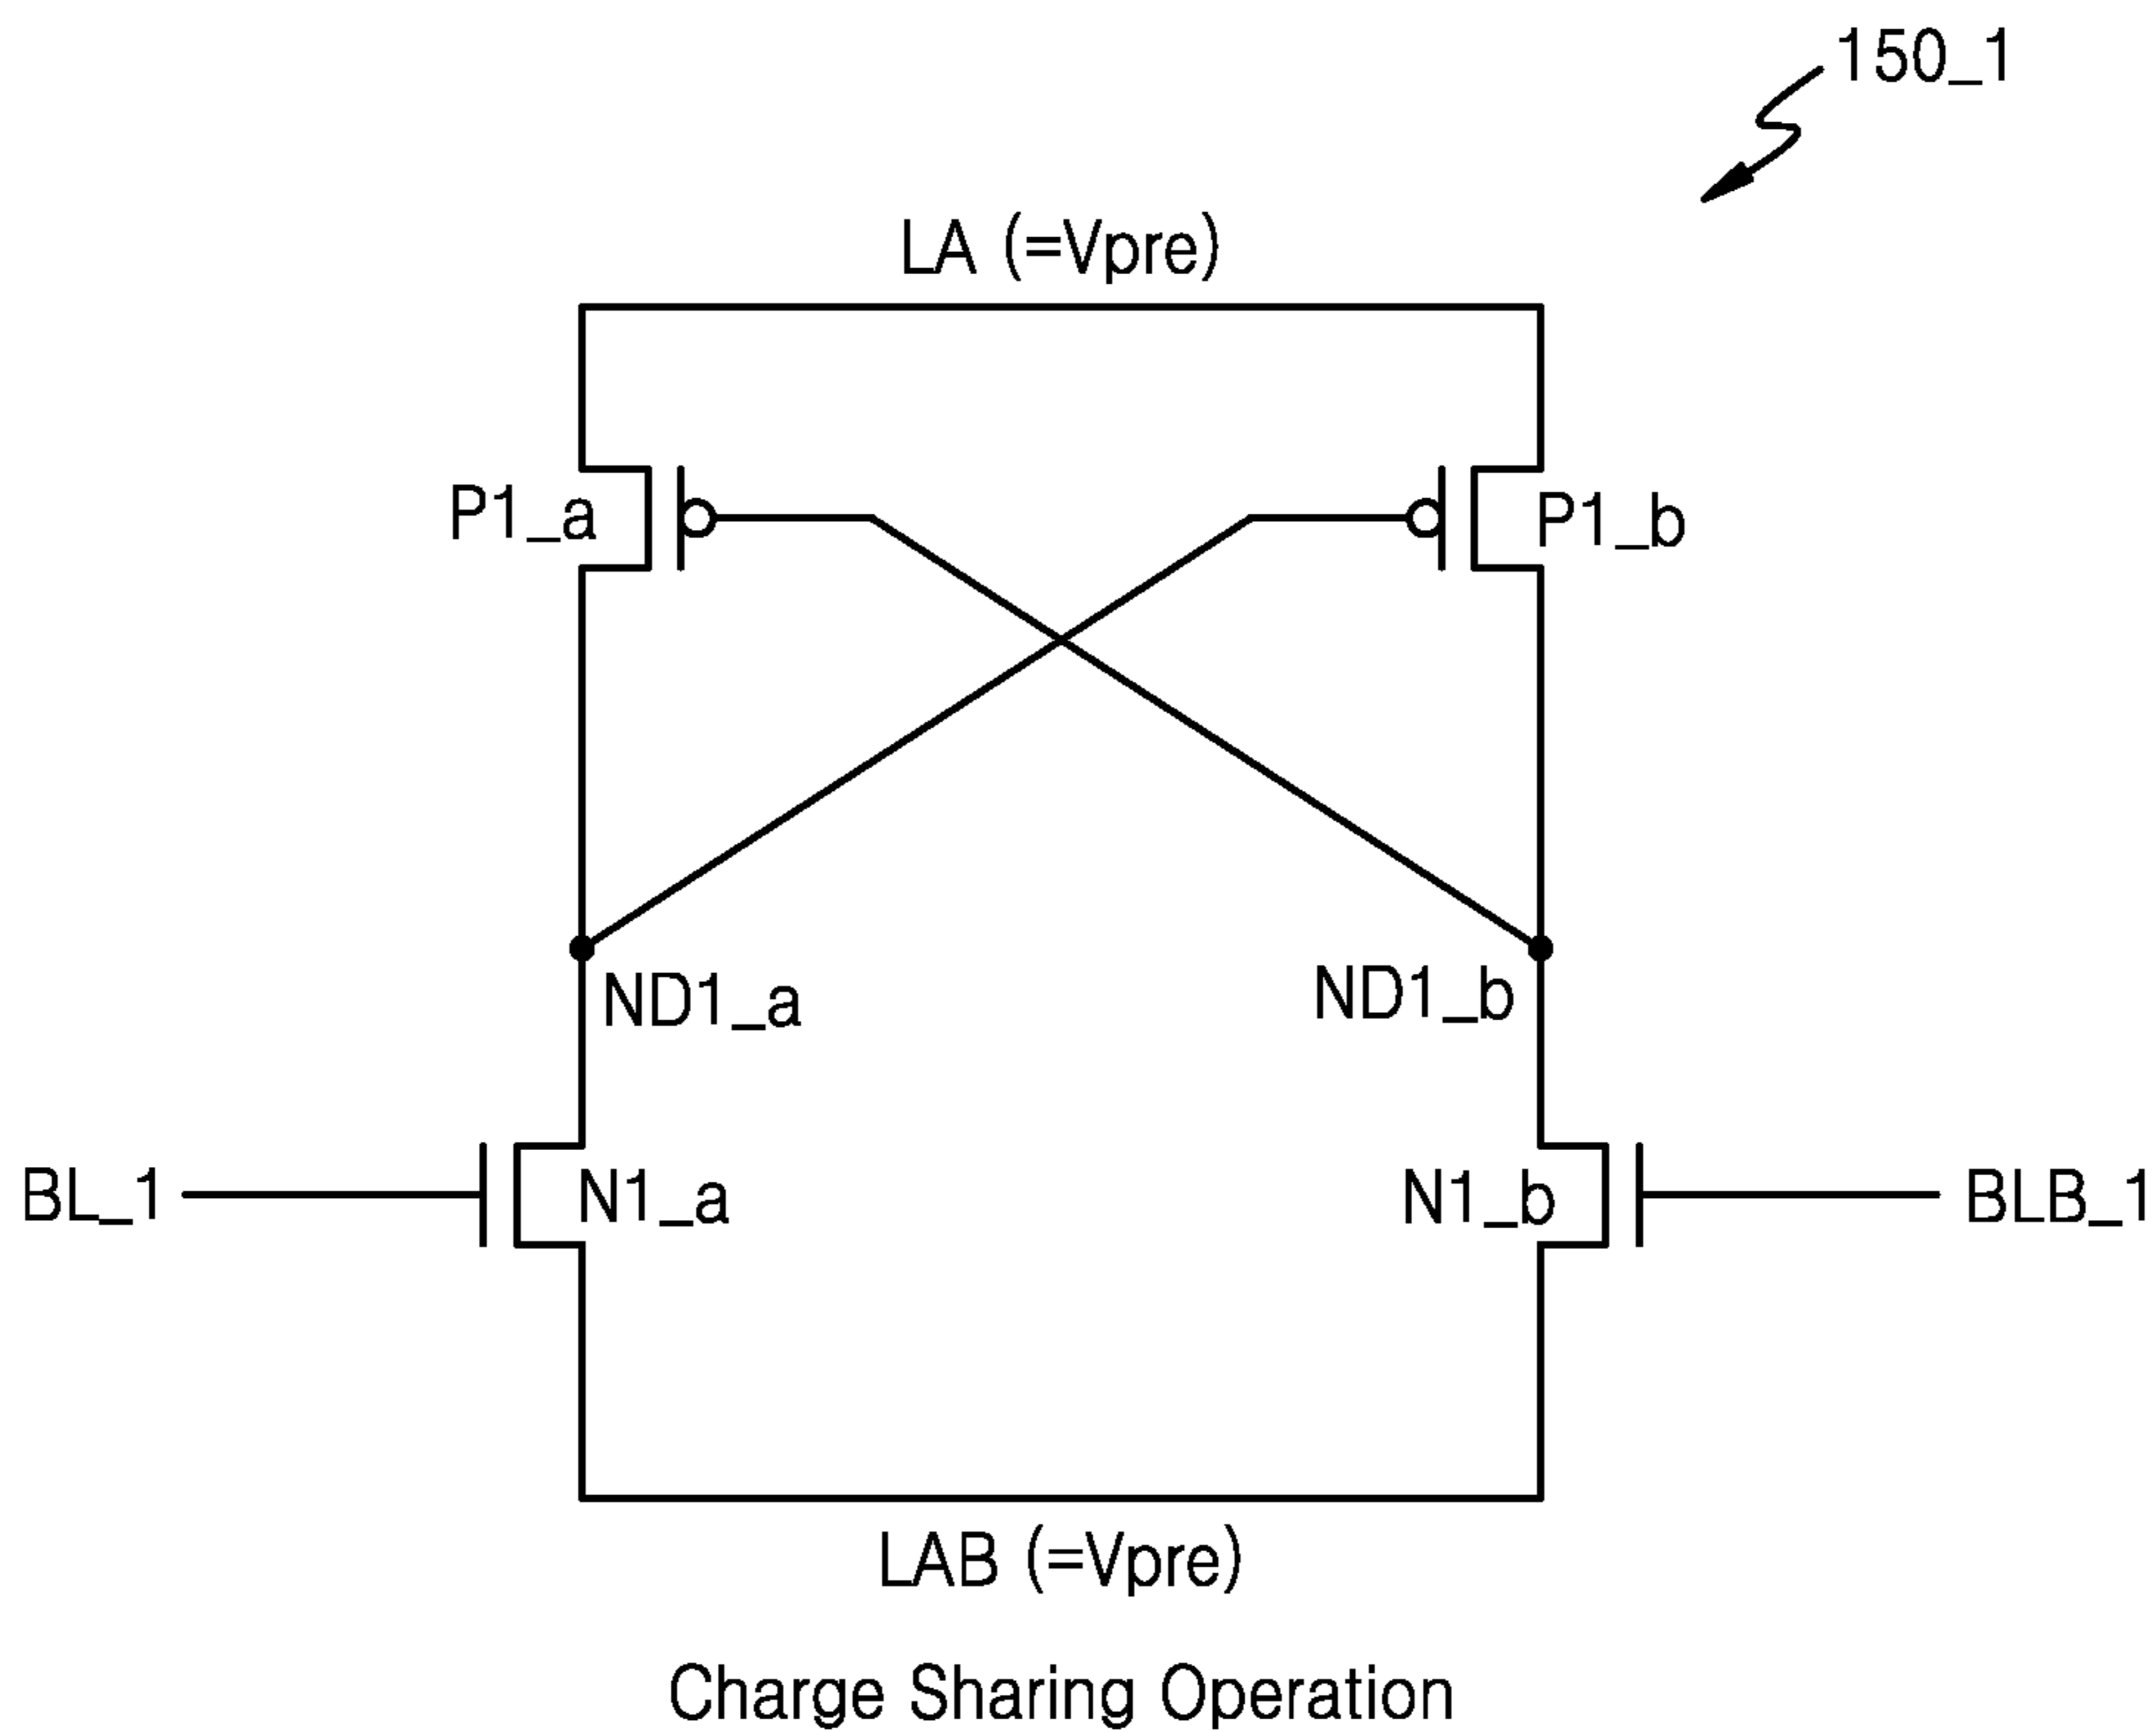 150_1
LA (=Vpre)
P1_a
P1_b
ND1_a
ND1_b
BL_1
N1_a
N1_b
BLB_1
LAB (=Vpre)
Charge Sharing Operation